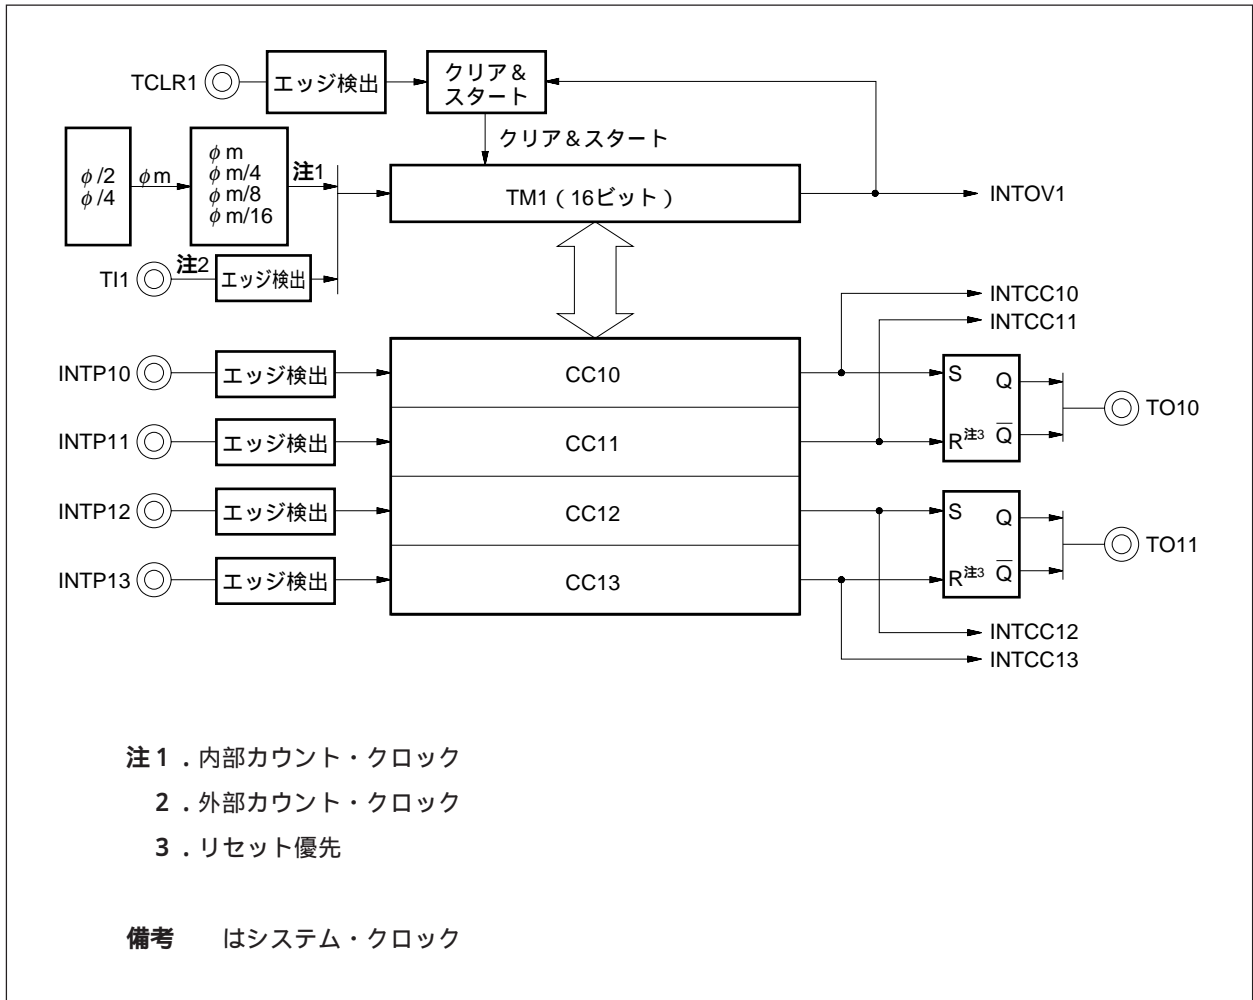 TCLR1
エッジ検出
クリア＆
スタート
クリア＆スタート
φ/2
φ/4
φm
φm
φm/4
φm/8
φm/16
注1
TM1（16ビット）
INTOV1
TI1
注2
エッジ検出
INTCC10
INTCC11
INTP10
エッジ検出
CC10
S Q
TO10
INTP11
エッジ検出
CC11
R注3 Q̅
INTP12
エッジ検出
CC12
S Q
TO11
INTP13
エッジ検出
CC13
R注3 Q̅
INTCC12
INTCC13
注1．内部カウント・クロック
2．外部カウント・クロック
3．リセット優先
備考　　はシステム・クロック